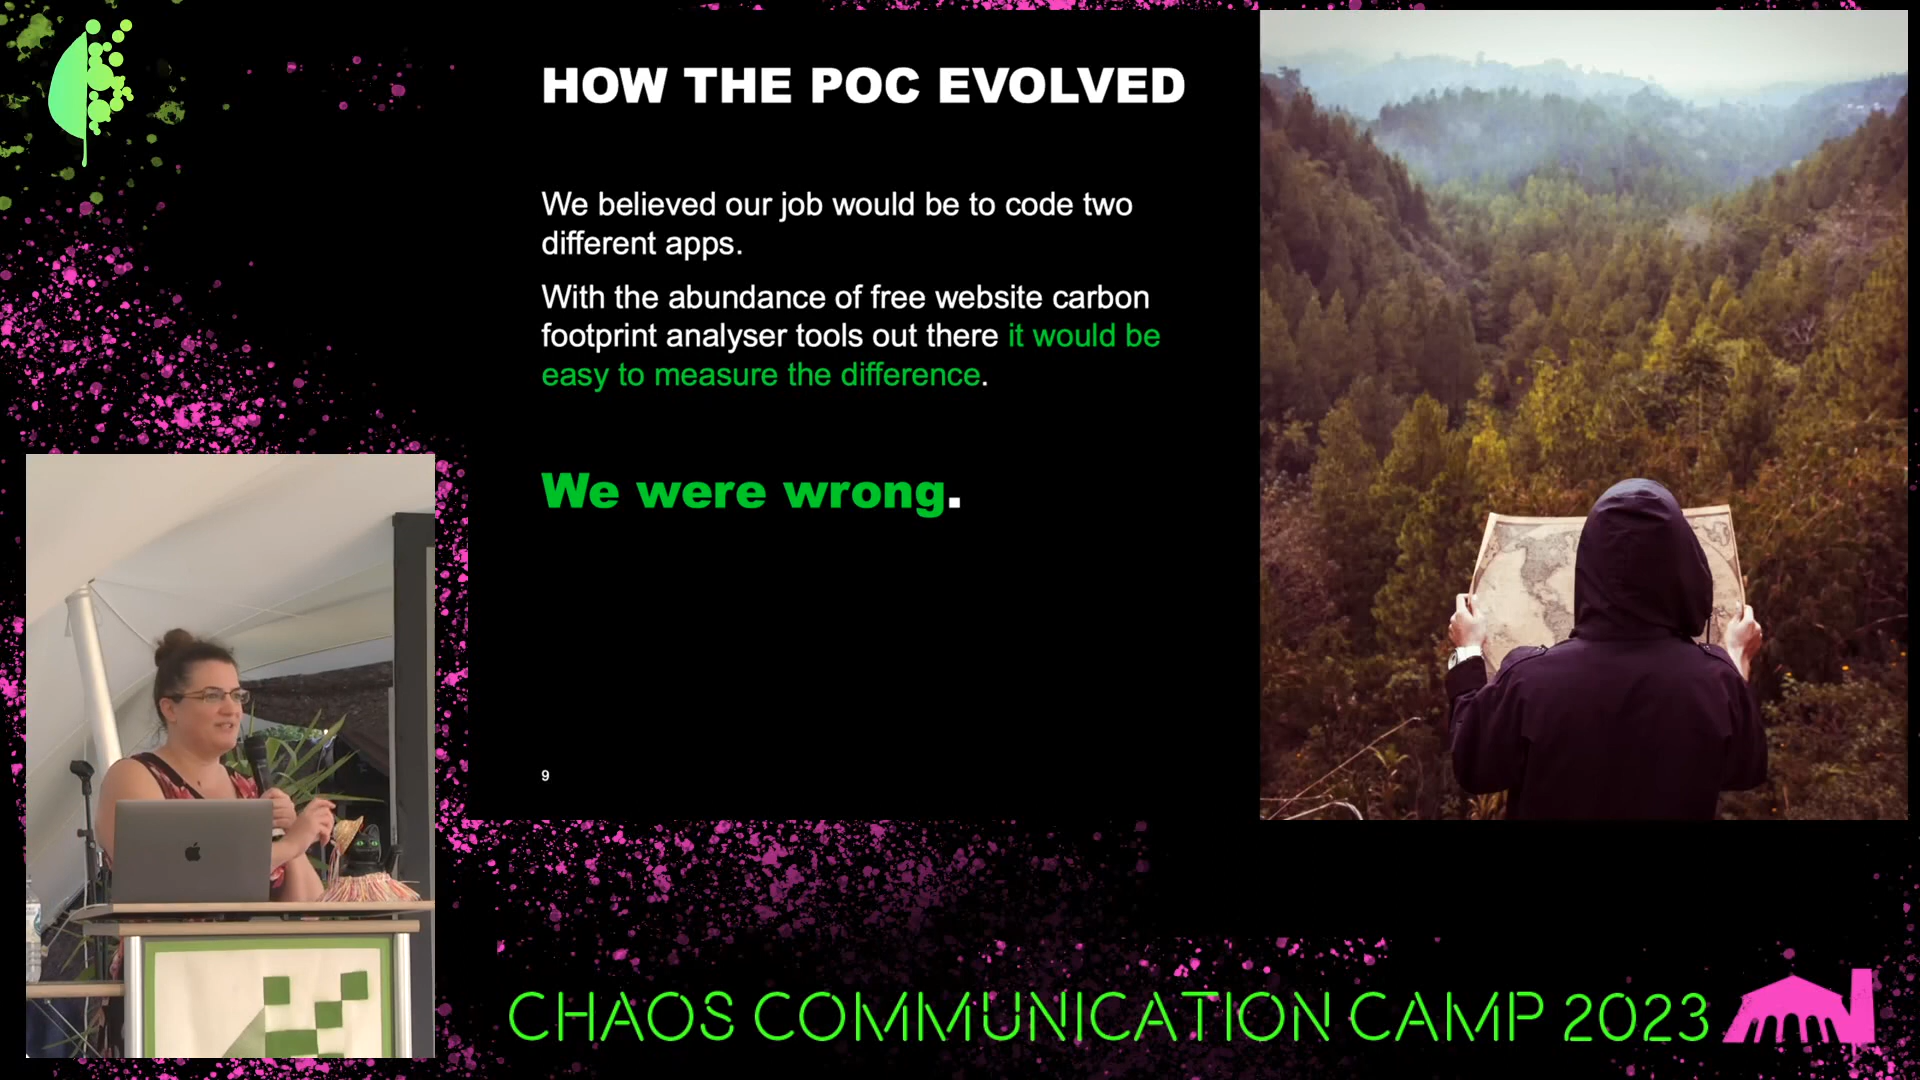 HOW THE POC EVOLVED
We believed our job would be to code two
different apps.
With the abundance of free website carbon
footprint analyser tools out there it would be
easy to measure the difference.
We were wrong.
9
CHAOS COMMUNICATION CAMP 2023